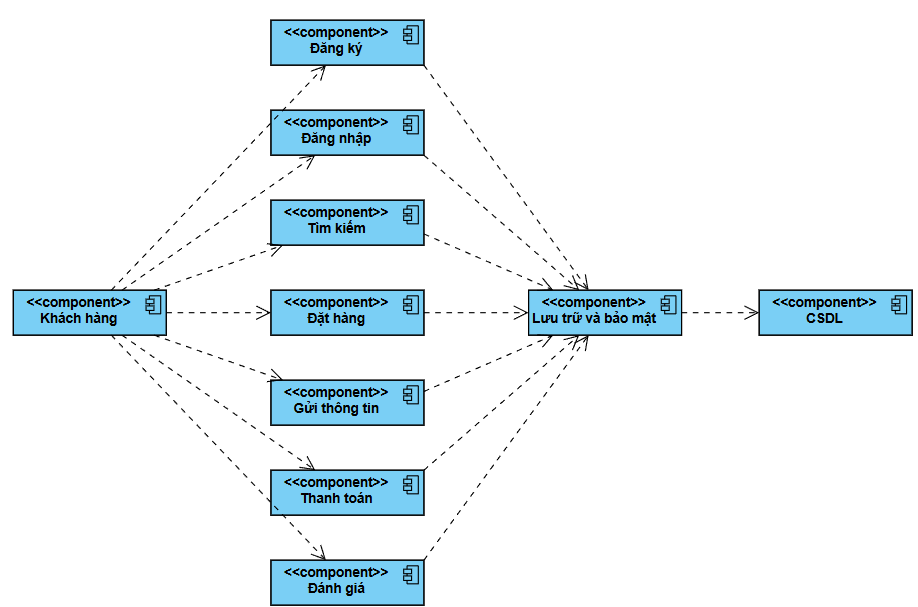 <<component>>
Đăng ký
<<component>>
Đăng nhập
<<component>>
Tìm kiếm
<<component>>
Khách hàng
<<component>>
Đặt hàng
<<component>>
Lưu trữ và bảo mật
<<component>>
CSDL
<<component>>
Gửi thông tin
<<component>>
Thanh toán
<<component>>
Đánh giá